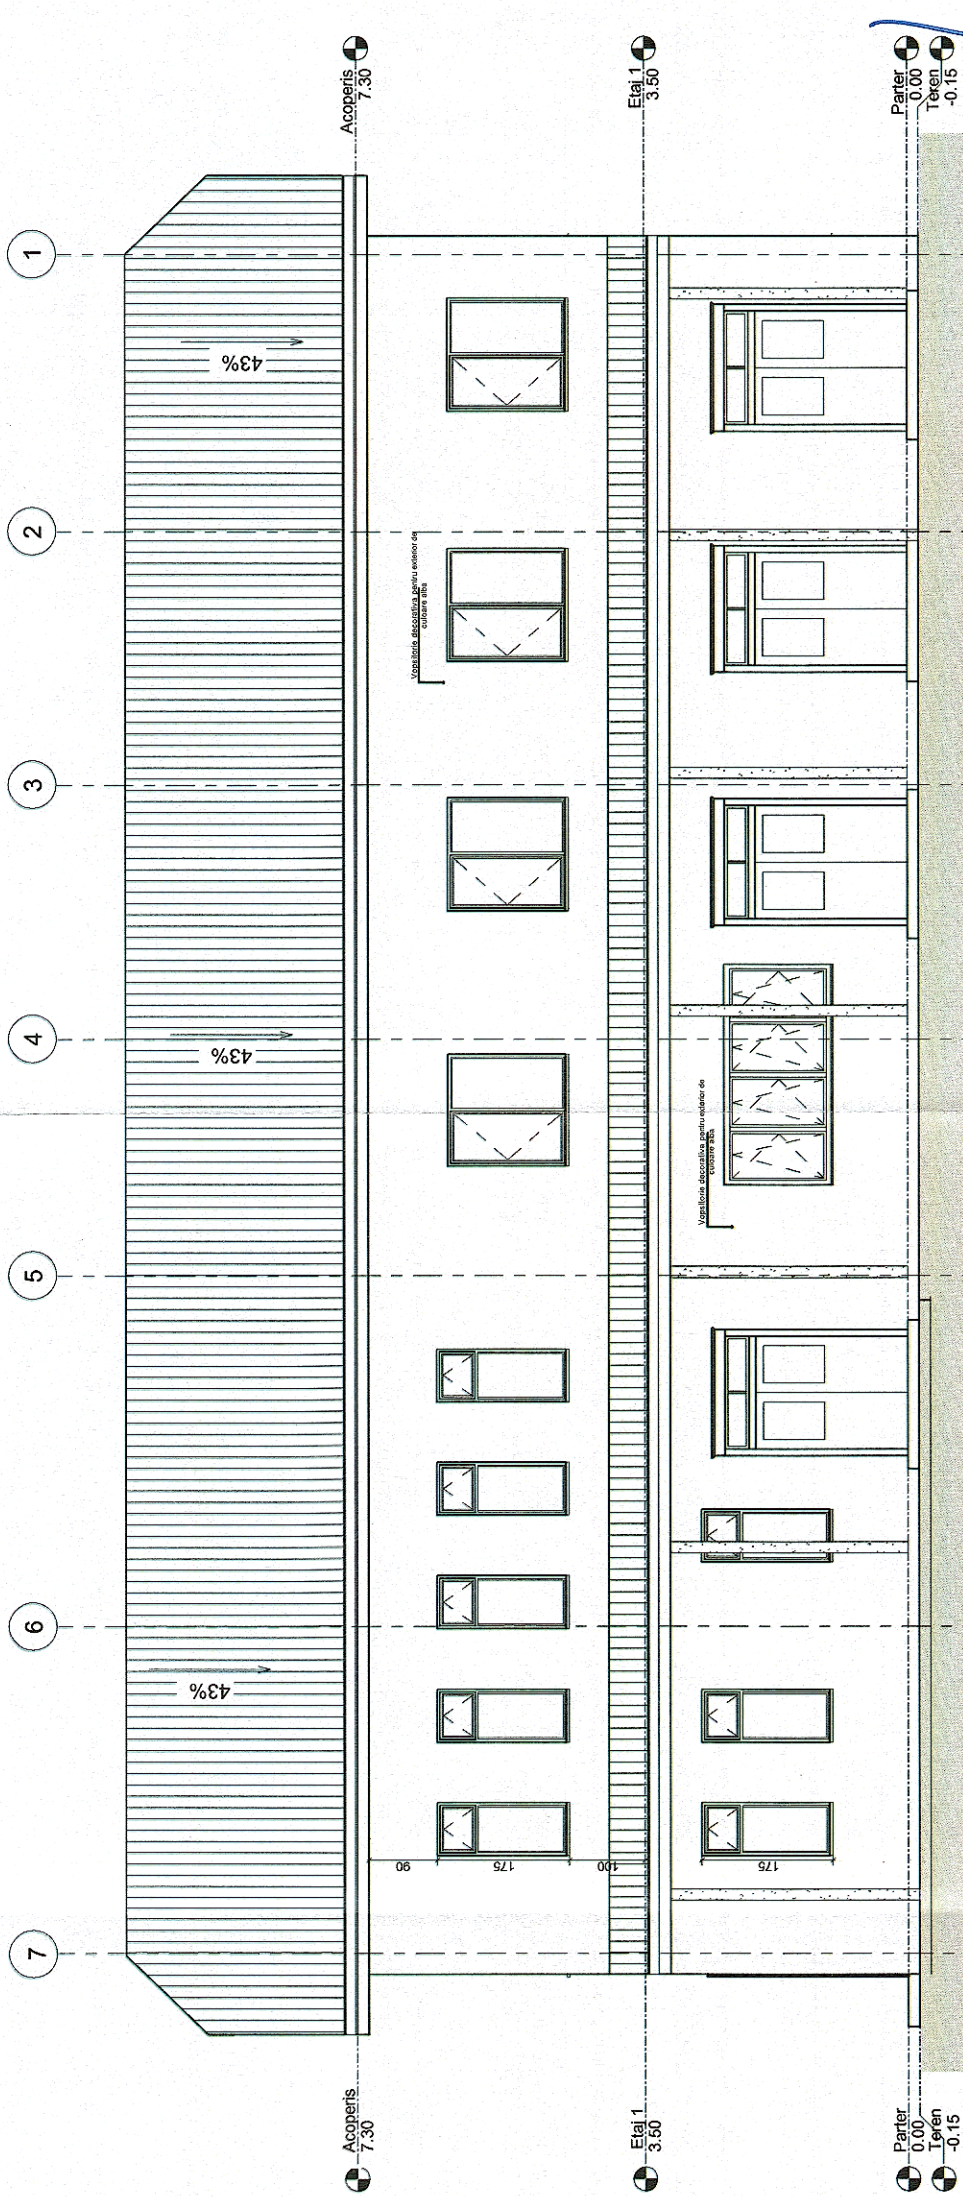 7
6
5
4
3
2
1
43%
43%
43%
Acoperis
7.30
Acoperis
7.30
90
175
100
Vopsitorie decorativa pentru exterior de
culoare alba
Etaj 1
3.50
Etaj 1
3.50
175
Vopsitorie decorativa pentru exterior de
culoare alba
Parter
0.00
Teren
-0.15
Parter
0.00
Teren
-0.15